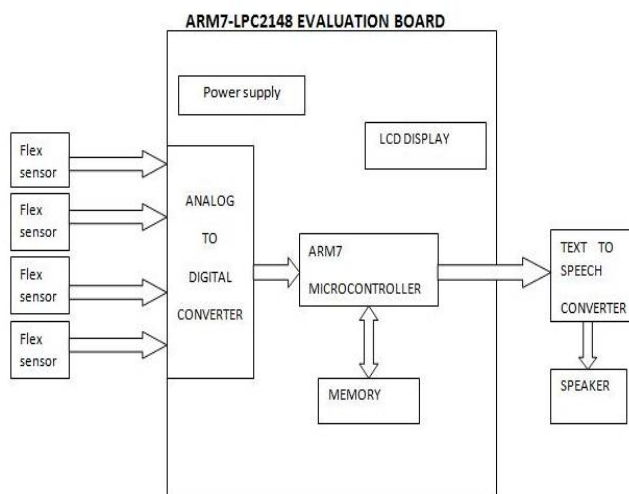 ARM7-LPC2148 EVALUATION BOARD
Power supply
LCD DISPLAY
Flex
sensor
Flex
sensor
Flex
sensor
Flex
sensor
ANALOG
TO
DIGITAL
CONVERTER
ARM7
MICROCONTROLLER
MEMORY
TEXT TO
SPEECH
CONVERTER
SPEAKER